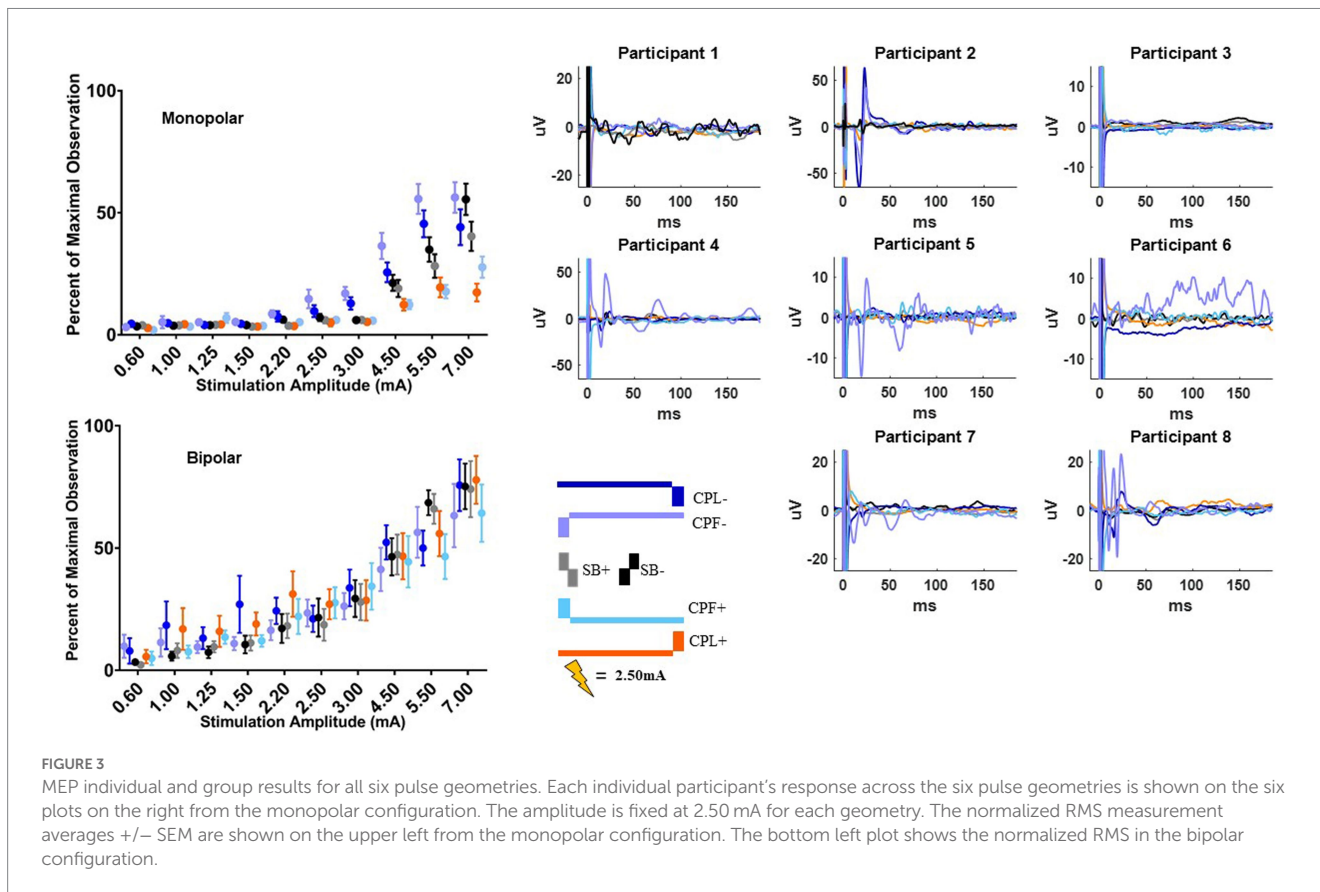 100
50
0
Percent of Maximal Observation
Monopolar
0.60 1.00 1.25 1.50 2.20 2.50 3.00 4.50 5.50 7.00
Stimulation Amplitude (mA)
100
50
0
Percent of Maximal Observation
Bipolar
0.60 1.00 1.25 1.50 2.20 2.50 3.00 4.50 5.50 7.00
Stimulation Amplitude (mA)
Participant 1
20
0
-20
uV
0 50 100 150
ms
Participant 2
50
0
-50
uV
0 50 100 150
ms
Participant 3
10
0
-10
uV
0 50 100 150
ms
Participant 4
50
0
-50
uV
0 50 100 150
ms
Participant 5
10
0
-10
uV
0 50 100 150
ms
Participant 6
10
0
-10
uV
0 50 100 150
ms
CPL-
CPF-
SB+ SB-
CPF+
CPL+
= 2.50mA
Participant 7
20
0
-20
uV
0 50 100 150
ms
Participant 8
20
0
-20
uV
0 50 100 150
ms
FIGURE 3
MEP individual and group results for all six pulse geometries. Each individual participant's response across the six pulse geometries is shown on the six
plots on the right from the monopolar configuration. The amplitude is fixed at 2.50 mA for each geometry. The normalized RMS measurement
averages +/− SEM are shown on the upper left from the monopolar configuration. The bottom left plot shows the normalized RMS in the bipolar
configuration.